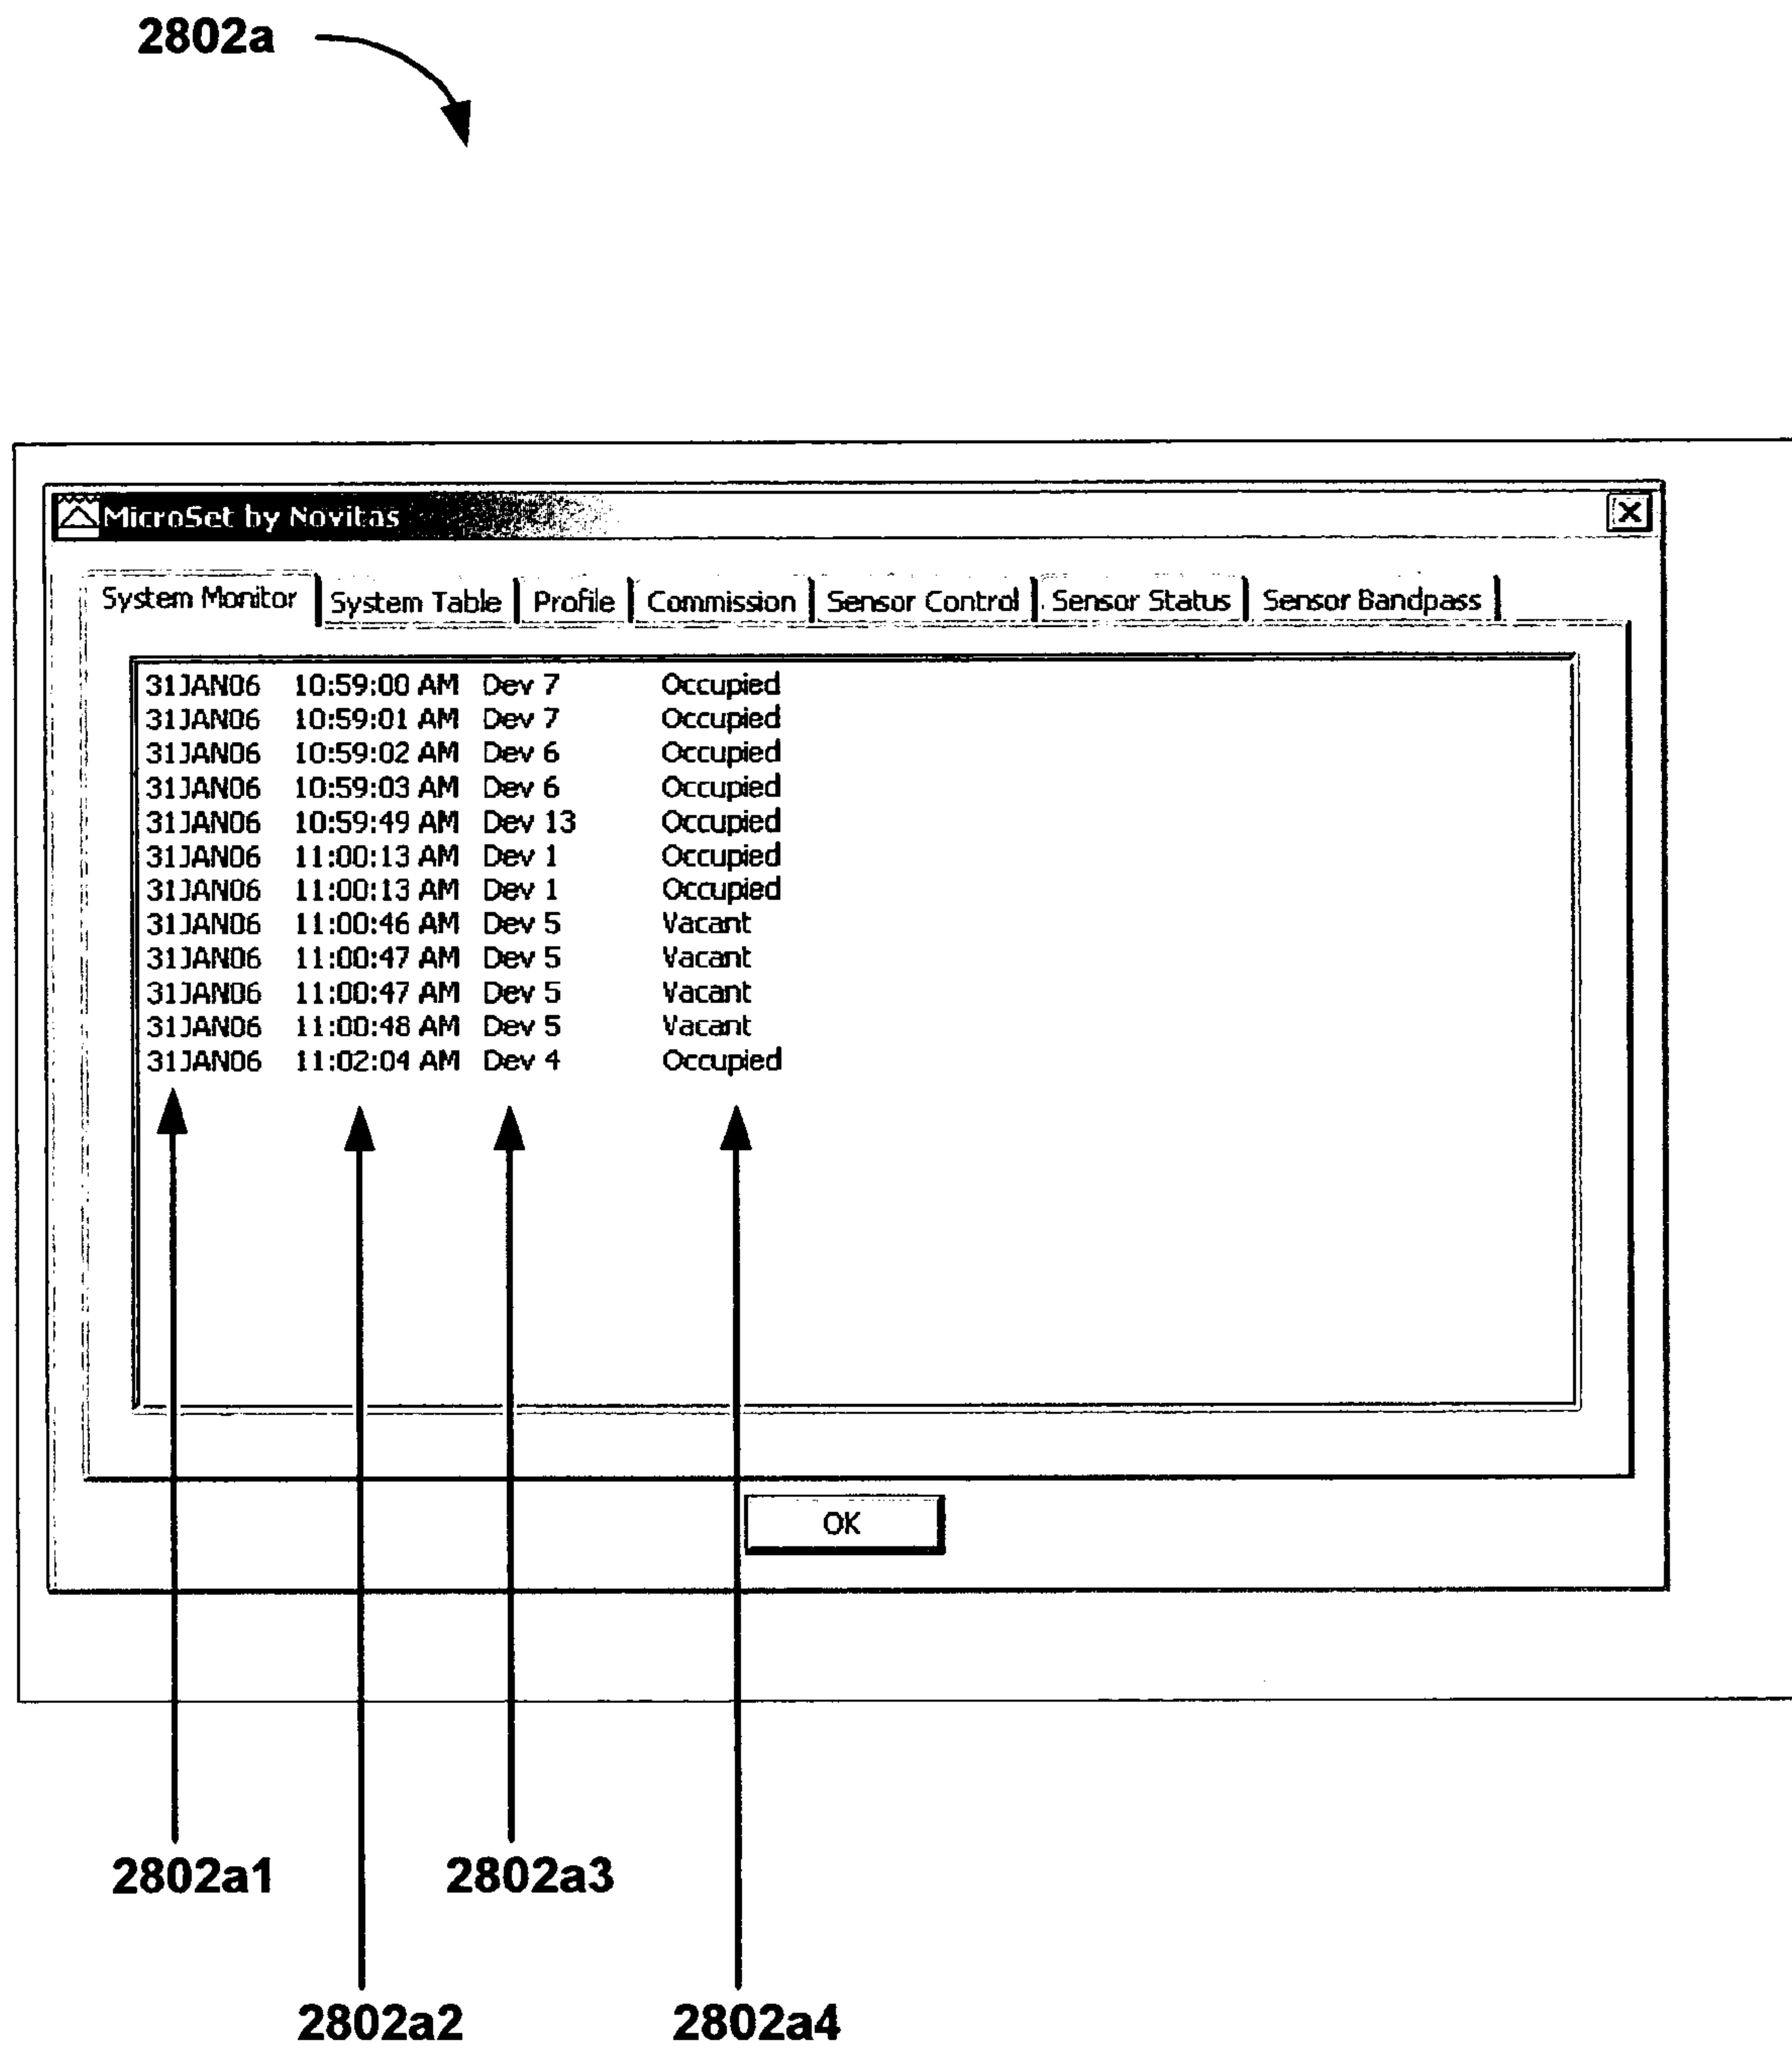 2802a
MicroSet by Novitas
System Monitor System Table Profile Commission Sensor Control Sensor Status Sensor Bandpass
31JAN06 10:59:00 AM Dev 7 Occupied
31JAN06 10:59:01 AM Dev 7 Occupied
31JAN06 10:59:02 AM Dev 6 Occupied
31JAN06 10:59:03 AM Dev 6 Occupied
31JAN06 10:59:49 AM Dev 13 Occupied
31JAN06 11:00:13 AM Dev 1 Occupied
31JAN06 11:00:13 AM Dev 1 Occupied
31JAN06 11:00:46 AM Dev 5 Vacant
31JAN06 11:00:47 AM Dev 5 Vacant
31JAN06 11:00:47 AM Dev 5 Vacant
31JAN06 11:00:48 AM Dev 5 Vacant
31JAN06 11:02:04 AM Dev 4 Occupied
OK
2802a1 2802a3
2802a2 2802a4